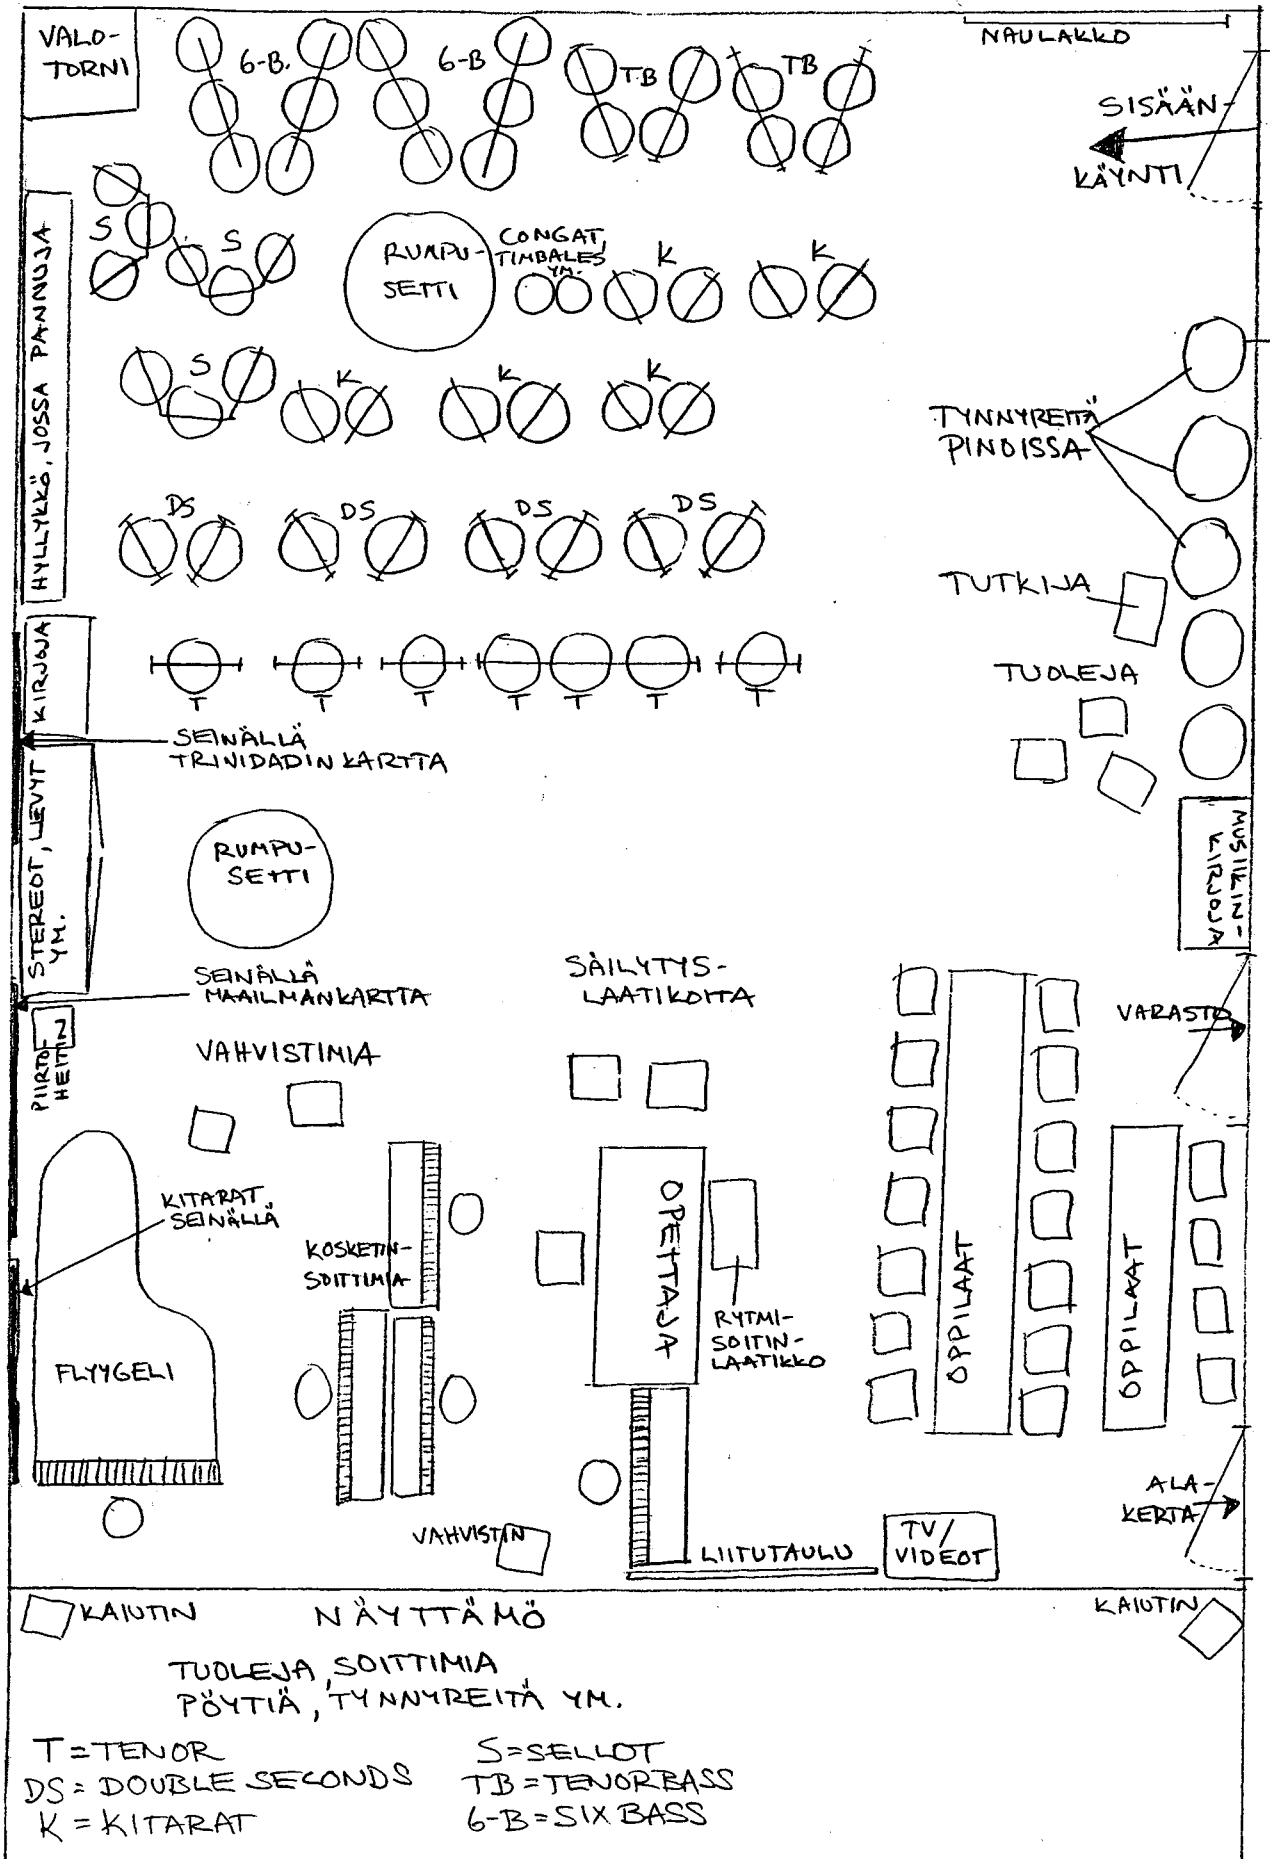 VALO-
TORNI
6-B.
6-B
TB
TB
NAULAKKO
SISÄÄN-
KÄYNTI
HYLLYKKÖ, JOSSA PANNUJA
S
S
RUMPU-
SETTI
CONGAT,
TIMBALES
YM.
K
K
S
K
K
K
TYNNYREITÄ
PINOISSA
DS
DS
DS
DS
TUTKIJA
KIRJOJA
T
T
T
T
T
T
T
TUOLEJA
SEINÄLLÄ
TRINIDADIN KARTTA
STEREOT, LEVYT
YM.
RUMPU-
SETTI
MUSIIKIN-
KIRJOJA
SEINÄLLÄ
MAAILMANKARTTA
SÄILYTYS-
LAATIKOITA
VARASTO
PIIRTO-
HEITIN
VAHVISTIMIA
KITARAT
SEINÄLLÄ
KOSKETIN-
SOITTIMIA
OPETTAJA
RYTMI-
SOITIN-
LAATIKKO
OPPILAAT
OPPILAAT
FLYYGELI
VAHVISTIN
LIITUTAULU
TV/
VIDEOT
ALA-
KERTA
KAIUTIN
NÄYTTÄMÖ
KAIUTIN
TUOLEJA, SOITTIMIA
PÖYTIÄ, TYNNYREITÄ YM.
T = TENOR
DS = DOUBLE SECONDS
K = KITARAT
S = SELLOT
TB = TENORBASS
6-B = SIX BASS